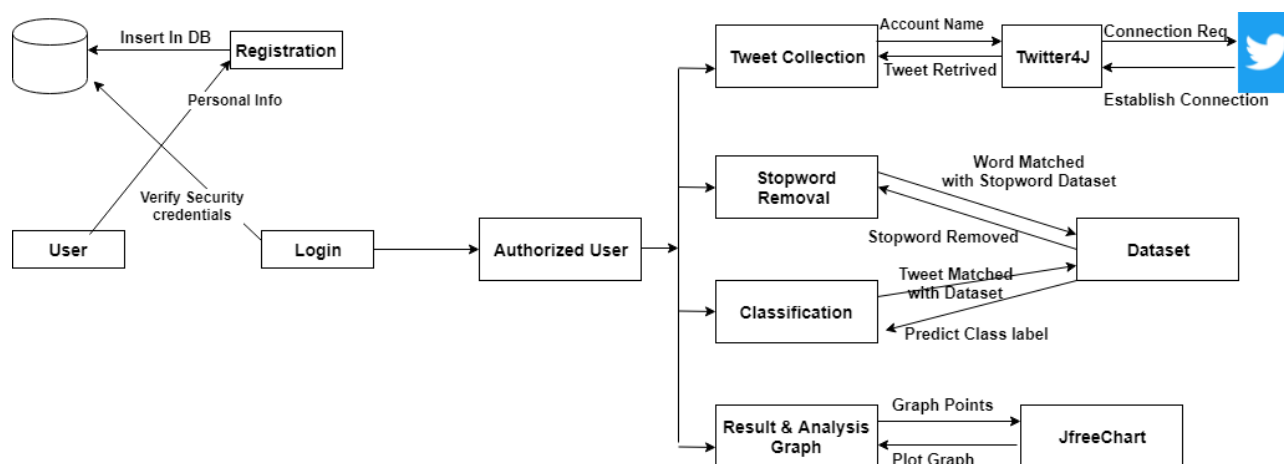 Insert In DB
Registration
Personal Info
Verify Security
credentials
User
Login
Authorized User
Tweet Collection
Account Name
Tweet Retrived
Twitter4J
Connection Req
Establish Connection
Stopword
Removal
Word Matched
with Stopword Dataset
Stopword Removed
Dataset
Classification
Tweet Matched
with Dataset
Predict Class label
Result & Analysis
Graph
Graph Points
Plot Graph
JfreeChart